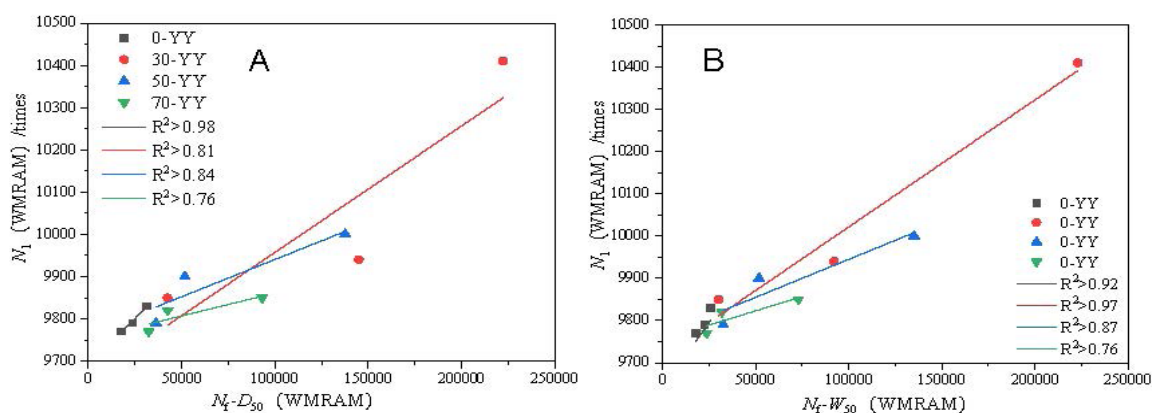 10500
10400
10300
10200
10100
10000
9900
9800
9700
N₁ (WMRAM) /times
0-YY
30-YY
50-YY
70-YY
R²>0.98
R²>0.81
R²>0.84
R²>0.76
A
0 50000 100000 150000 200000 250000
Nf-D₅₀ (WMRAM)
10500
10400
10300
10200
10100
10000
9900
9800
9700
N₁ (WMRAM) /times
B
0-YY
0-YY
0-YY
0-YY
R²>0.92
R²>0.97
R²>0.87
R²>0.76
0 50000 100000 150000 200000 250000
Nf-W₅₀ (WMRAM)